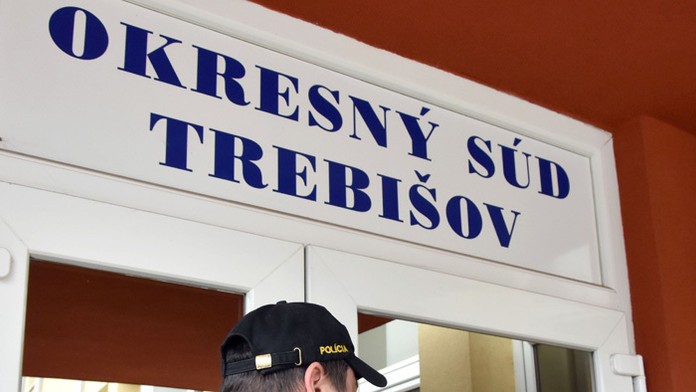 OKRESNÝ SÚD
TREBIŠOV
POLÍCIA